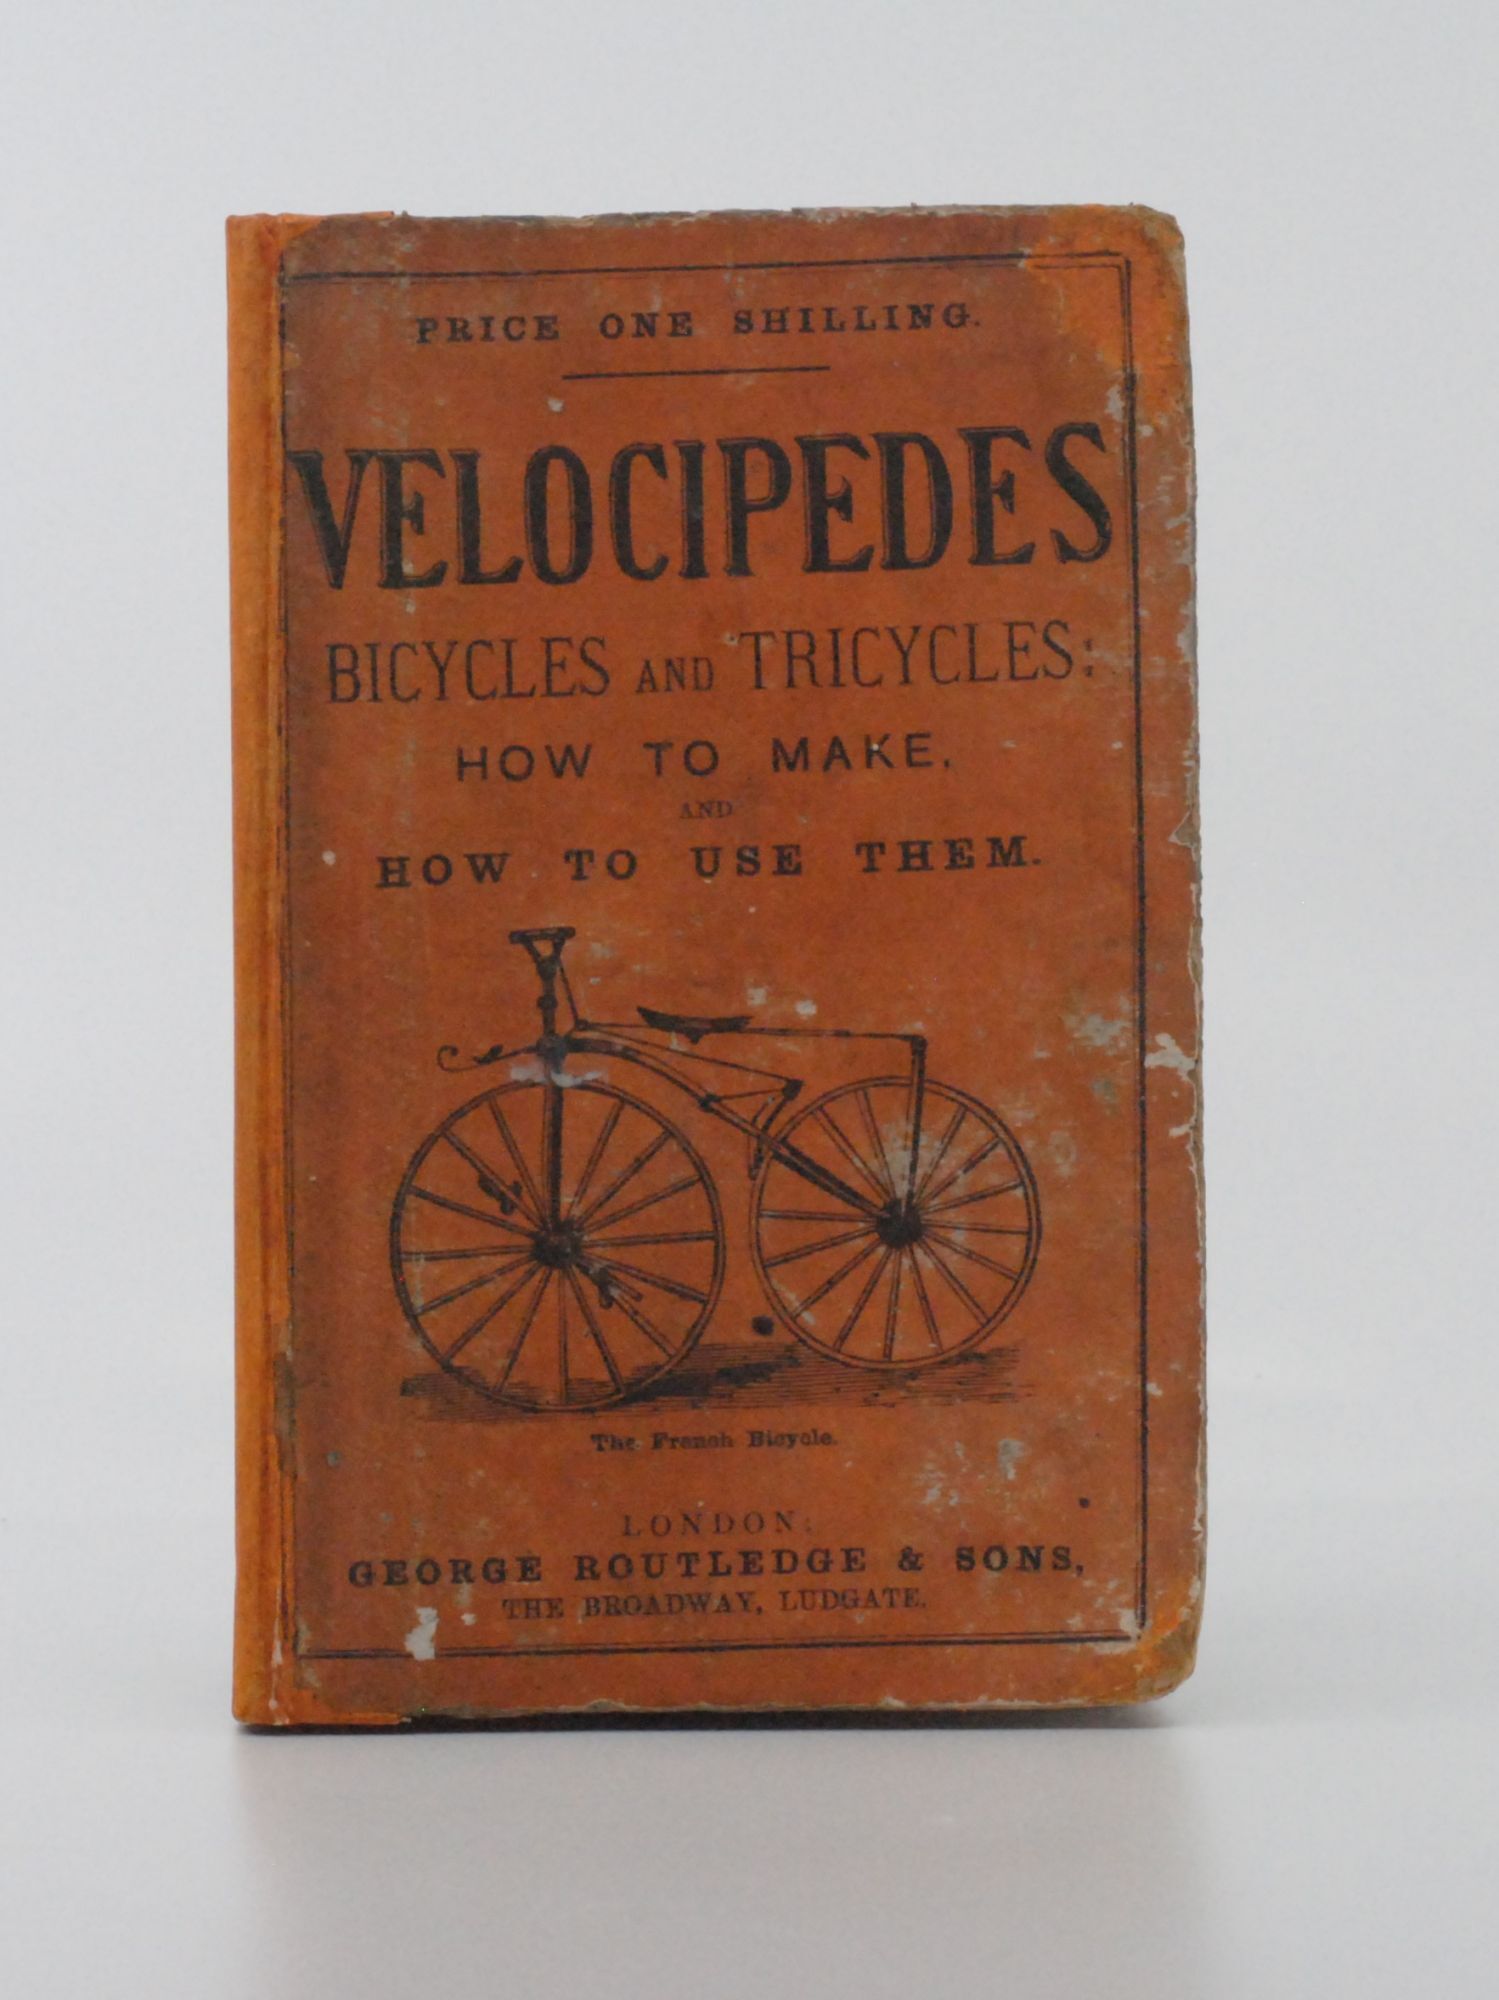 PRICE ONE SHILLING.
VELOCIPEDES
BICYCLES AND TRICYCLES:
HOW TO MAKE,
AND
HOW TO USE THEM.
The French Bicycle.
LONDON:
GEORGE ROUTLEDGE & SONS,
THE BROADWAY, LUDGATE.